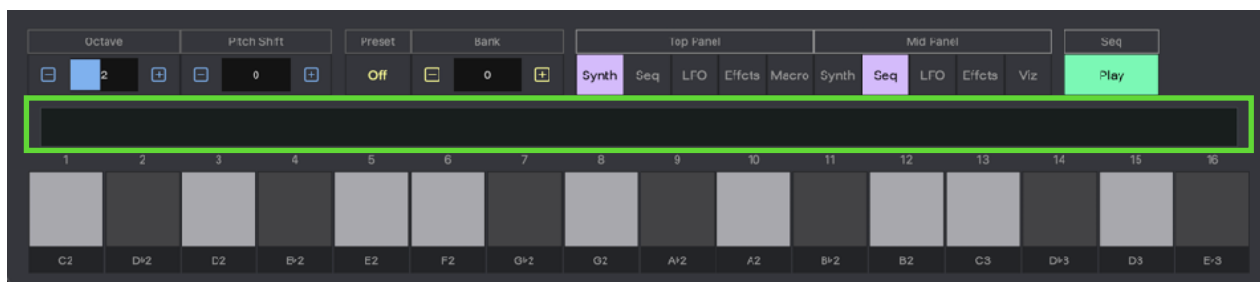 Octave Pitch Shift Preset Bank Top Panel Mid Panel Seq
2 0 Off 0 Synth Seq LFO Effcts Macro Synth Seq LFO Effcts Viz Play
1 2 3 4 5 6 7 8 9 10 11 12 13 14 15 16
C2 D♭2 D2 E♭2 E2 F2 G♭2 G2 A♭2 A2 B♭2 B2 C3 D♭3 D3 E♭3